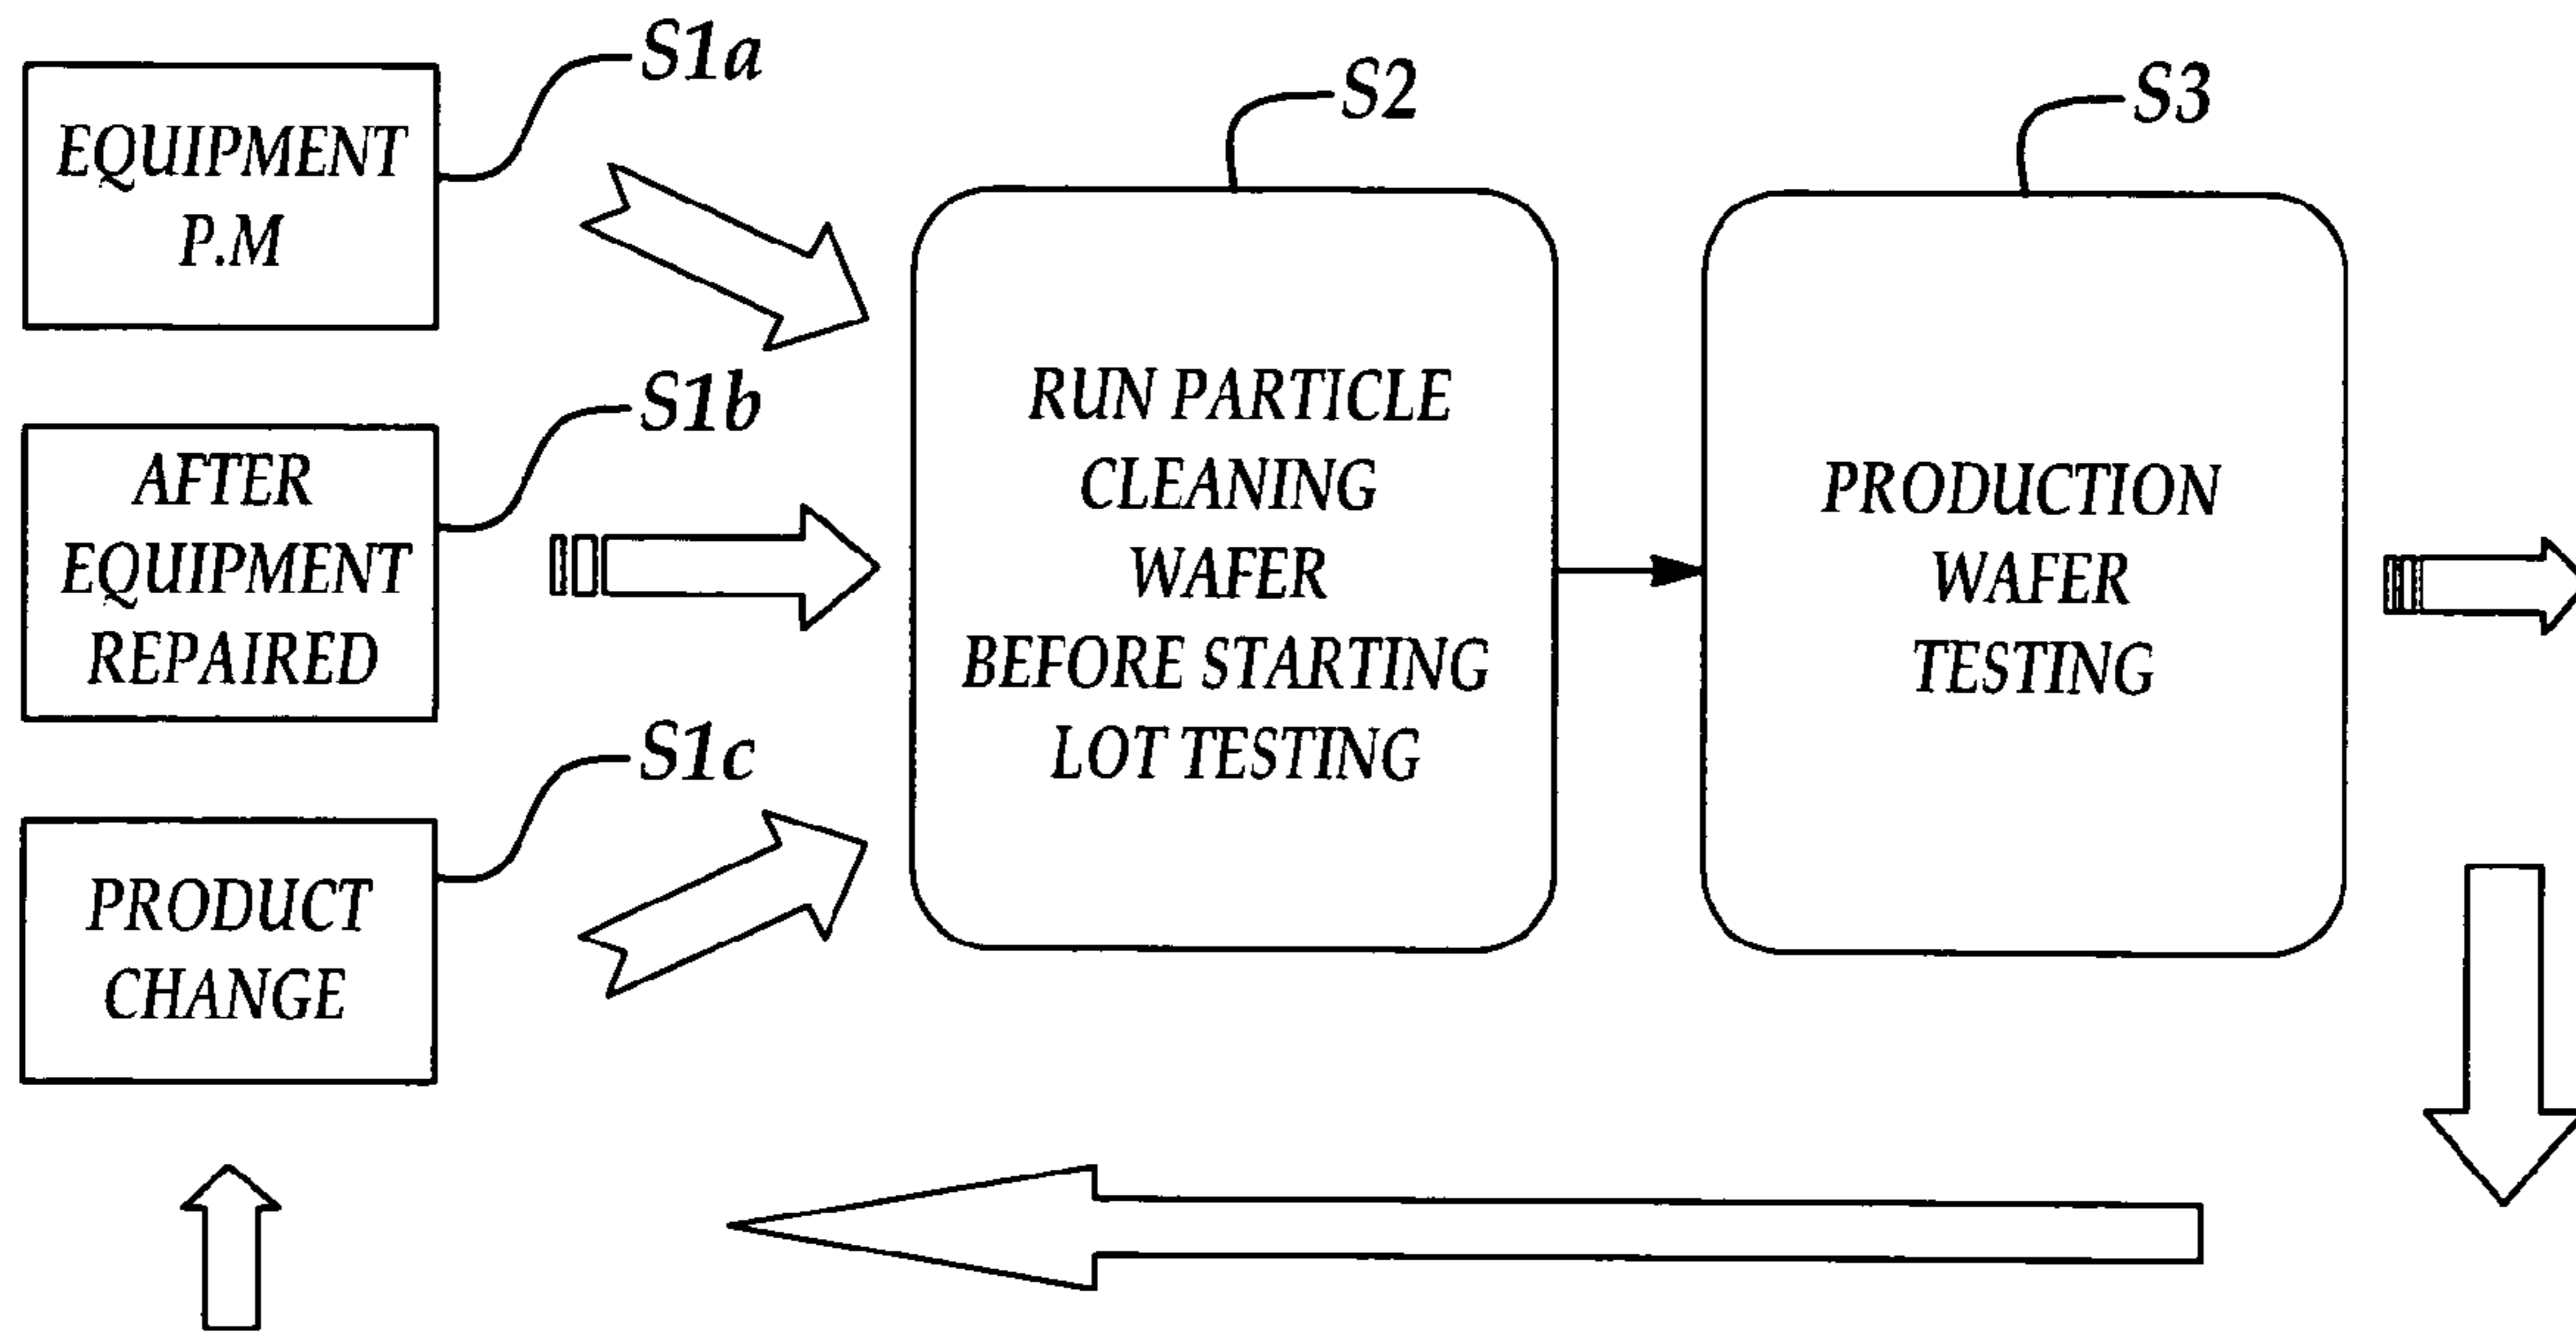 S1a
EQUIPMENT
P.M
S1b
AFTER
EQUIPMENT
REPAIRED
S1c
PRODUCT
CHANGE
S2
RUN PARTICLE
CLEANING
WAFER
BEFORE STARTING
LOT TESTING
S3
PRODUCTION
WAFER
TESTING